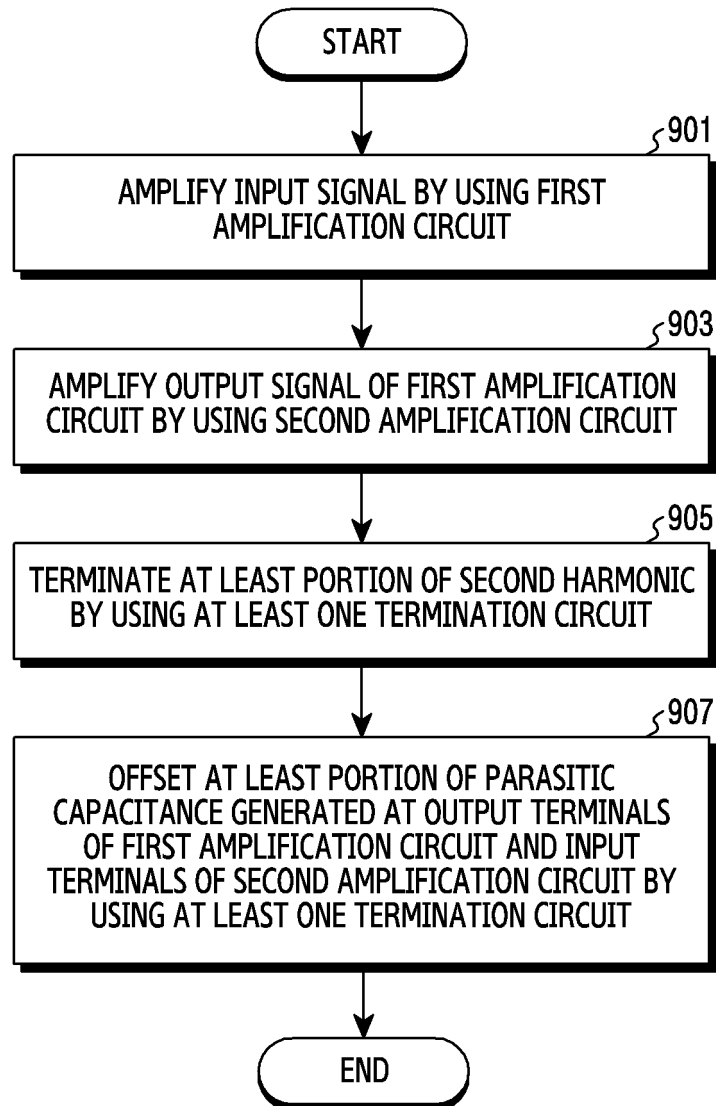 START
901
AMPLIFY INPUT SIGNAL BY USING FIRST
AMPLIFICATION CIRCUIT
903
AMPLIFY OUTPUT SIGNAL OF FIRST AMPLIFICATION
CIRCUIT BY USING SECOND AMPLIFICATION CIRCUIT
905
TERMINATE AT LEAST PORTION OF SECOND HARMONIC
BY USING AT LEAST ONE TERMINATION CIRCUIT
907
OFFSET AT LEAST PORTION OF PARASITIC
CAPACITANCE GENERATED AT OUTPUT TERMINALS
OF FIRST AMPLIFICATION CIRCUIT AND INPUT
TERMINALS OF SECOND AMPLIFICATION CIRCUIT BY
USING AT LEAST ONE TERMINATION CIRCUIT
END